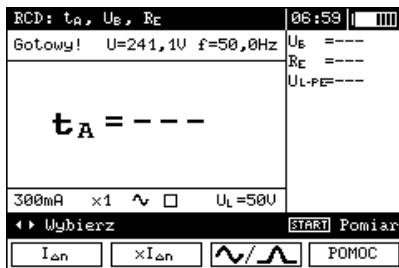 RCD: tA, UB, RE 06:59
Gotowy! U=241,1V f=50,0Hz
UB =---
RE =---
UL-PE=---
tA=---
300mA ×1 UL=50V
Wybierz START Pomiar
IΔn ×IΔn POMOC